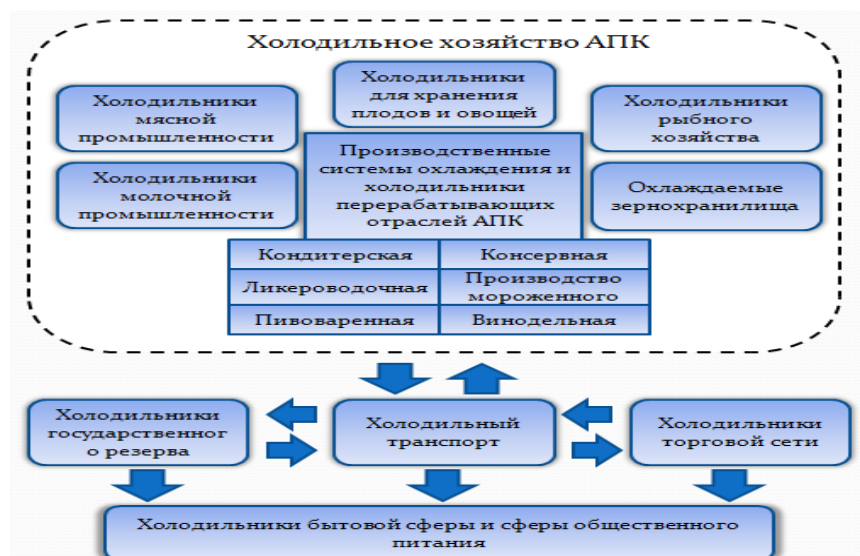 Холодильное хозяйство АПК
Холодильники
мясной
промышленности
Холодильники
для хранения
плодов и овощей
Холодильники
рыбного
хозяйства
Холодильники
молочной
промышленности
Производственные
системы охлаждения и
холодильники
перерабатывающих
отраслей АПК
Охлаждаемые
зернохранилища
Кондитерская
Консервная
Ликероводочная
Производство
мороженного
Пивоваренная
Винодельная
Холодильники
государственног
о резерва
Холодильный
транспорт
Холодильники
торговой сети
Холодильники бытовой сферы и сферы общественного
питания